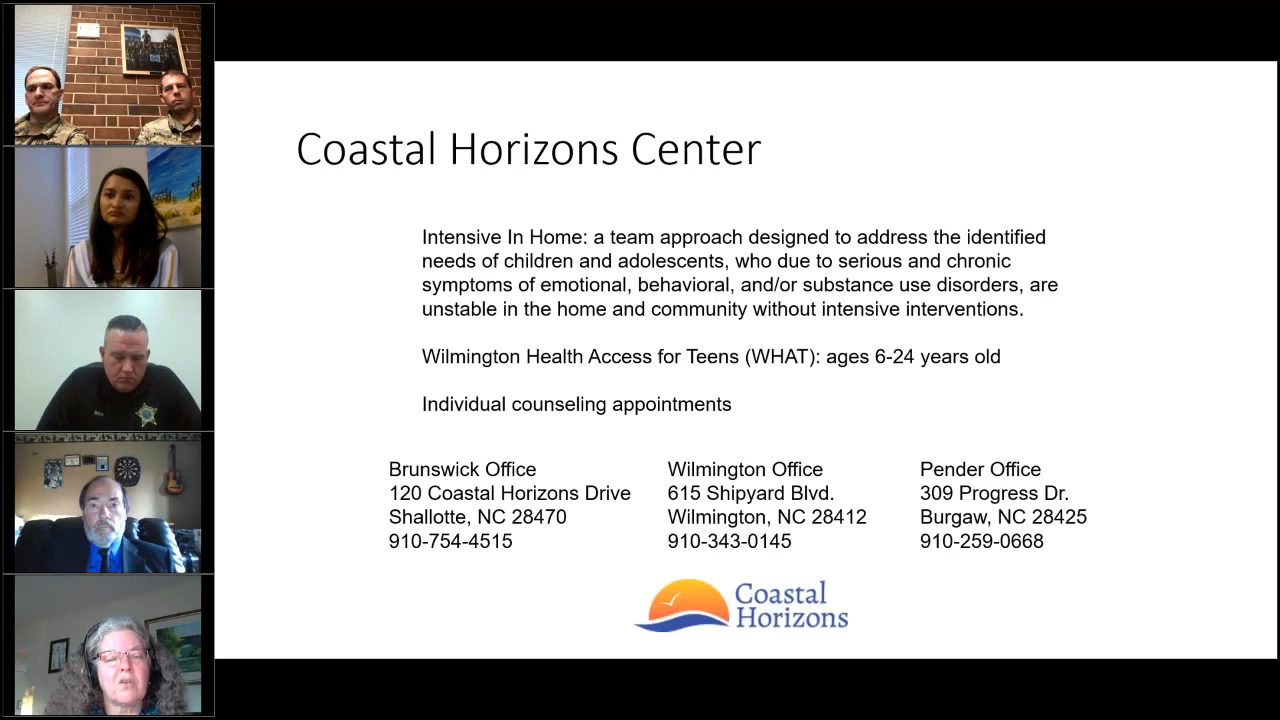 Coastal Horizons Center
Intensive In Home: a team approach designed to address the identified
needs of children and adolescents, who due to serious and chronic
symptoms of emotional, behavioral, and/or substance use disorders, are
unstable in the home and community without intensive interventions.
Wilmington Health Access for Teens (WHAT): ages 6-24 years old
Individual counseling appointments
Brunswick Office
120 Coastal Horizons Drive
Shallotte, NC 28470
910-754-4515
Wilmington Office
615 Shipyard Blvd.
Wilmington, NC 28412
910-343-0145
Pender Office
309 Progress Dr.
Burgaw, NC 28425
910-259-0668
Coastal
Horizons